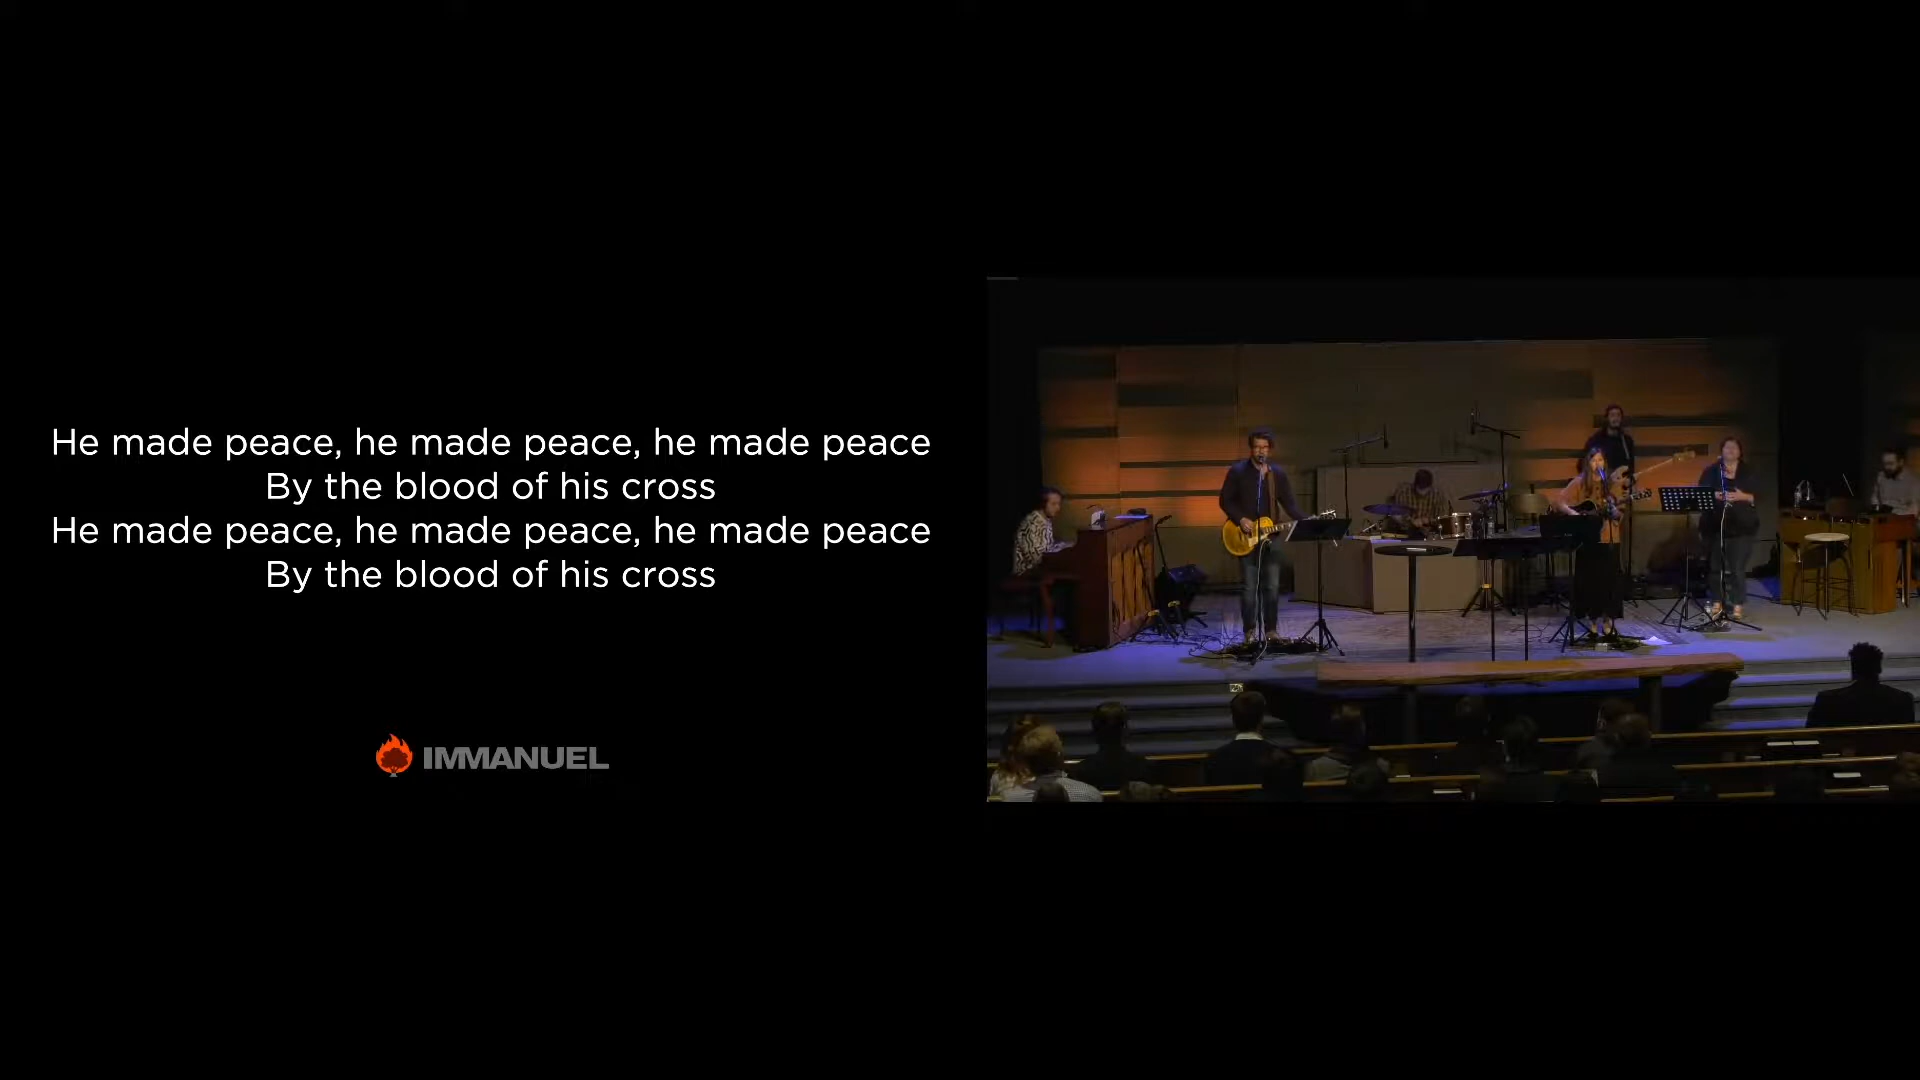 He made peace, he made peace, he made peace
By the blood of his cross
He made peace, he made peace, he made peace
By the blood of his cross
IMMANUEL